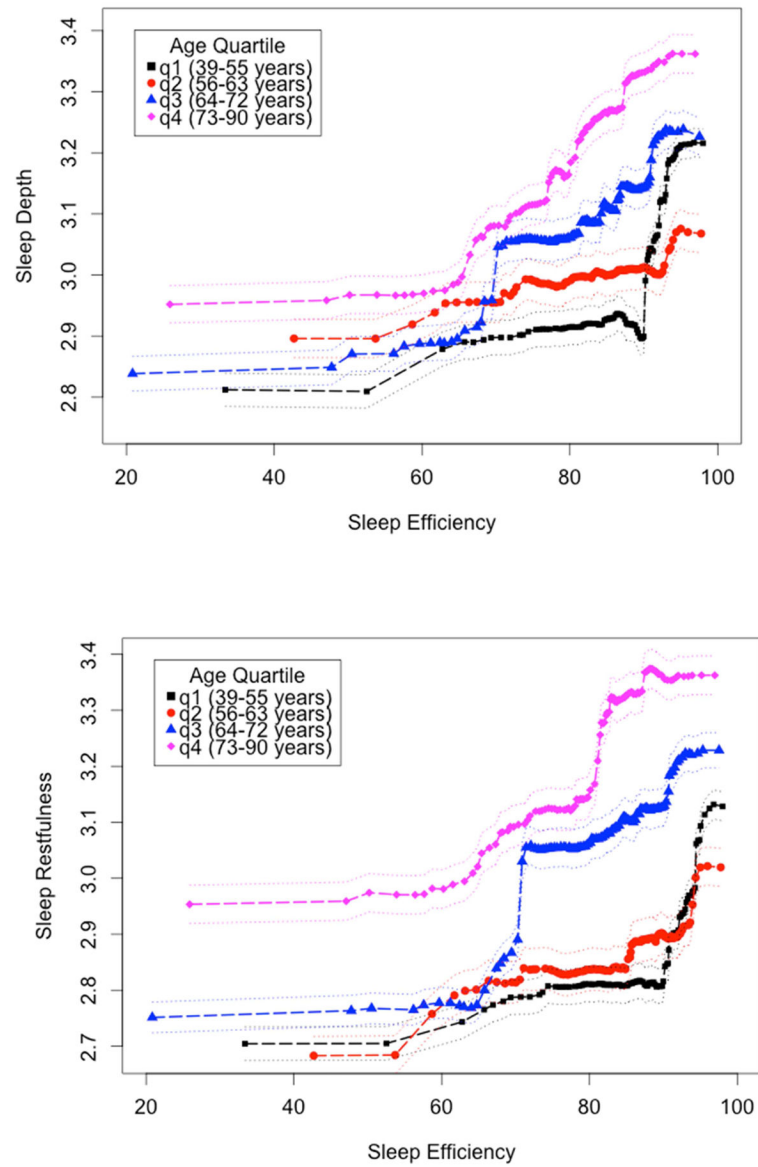 3.4
3.3
3.2
3.1
3.0
2.9
2.8
Sleep Depth
Age Quartile
q1 (39-55 years)
q2 (56-63 years)
q3 (64-72 years)
q4 (73-90 years)
20 40 60 80 100
Sleep Efficiency
3.4
3.3
3.2
3.1
3.0
2.9
2.8
2.7
Sleep Restfulness
Age Quartile
q1 (39-55 years)
q2 (56-63 years)
q3 (64-72 years)
q4 (73-90 years)
20 40 60 80 100
Sleep Efficiency